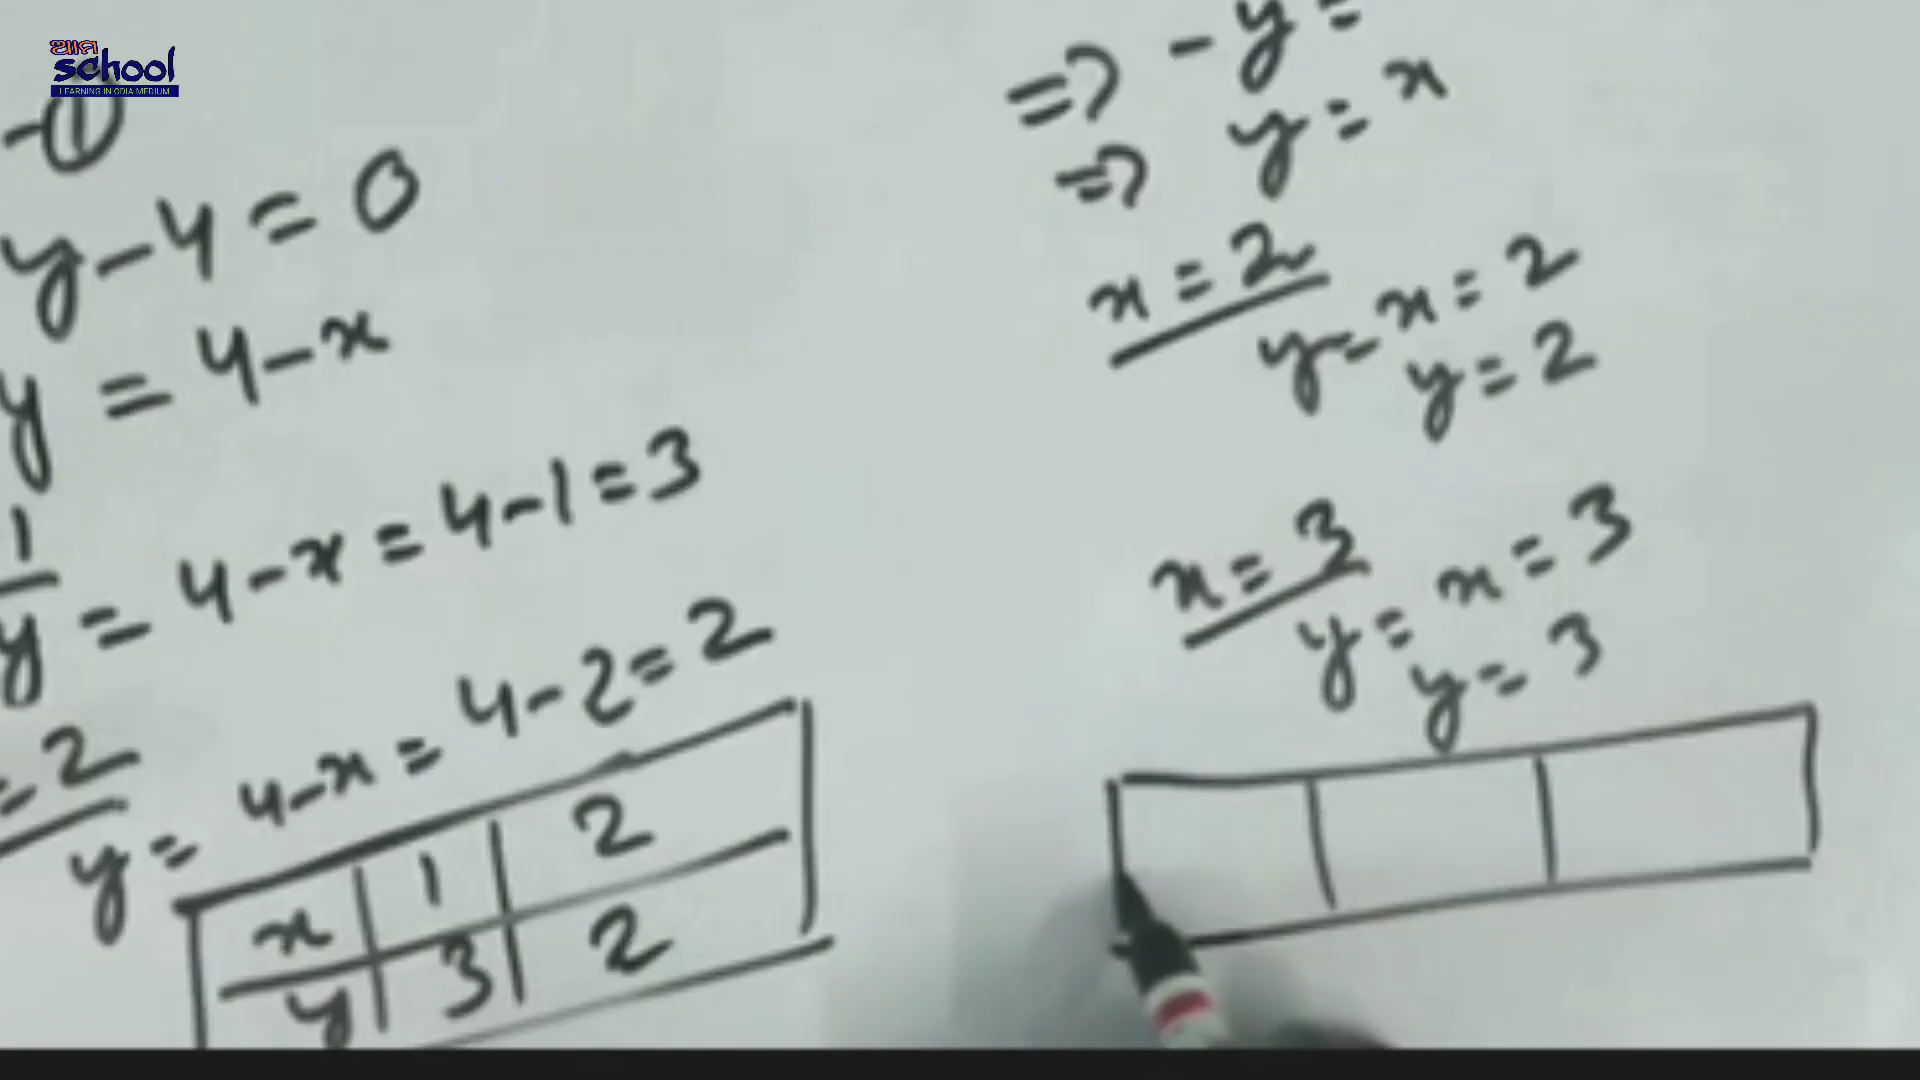 ଆମ
School
LEARNING IN ODIA MEDIUM
-①
y-4=0
y=4-x
1
y=4-x=4-1=3
=2
y=4-x=4-2=2
x 1 2
y 3 2
⇒ -y=
⇒ y=x
x=2
y=x=2
y=2
x=3
y=x=3
y=3